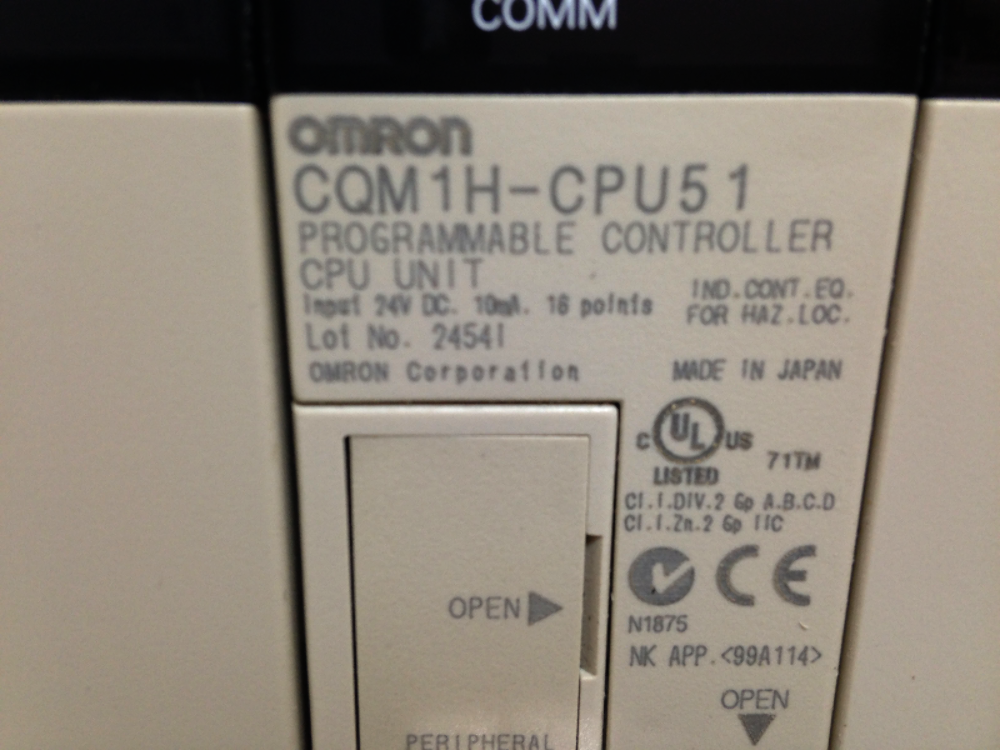 COMM
OMRON
CQM1H-CPU51
PROGRAMMABLE CONTROLLER
CPU UNIT
Input 24V DC. 10mA. 16 points
IND.CONT.EQ.
FOR HAZ.LOC.
Lot No. 2454I
OMRON Corporation
MADE IN JAPAN
C UL US
LISTED
71TM
Cl.I.DIV.2 Gp A.B.C.D
Cl.I.Zn.2 Gp IIC
CE
N1875
NK APP.<99A114>
OPEN
OPEN
PERIPHERAL